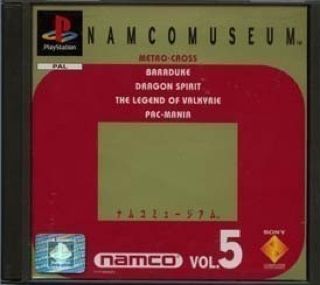 NAMCOMUSEUM™
PlayStation
PAL
METRO-CROSS
BARADUKE
DRAGON SPIRIT
THE LEGEND OF VALKYRIE
PAC-MANIA
ナムコミュージアム
namco VOL.5
SONY